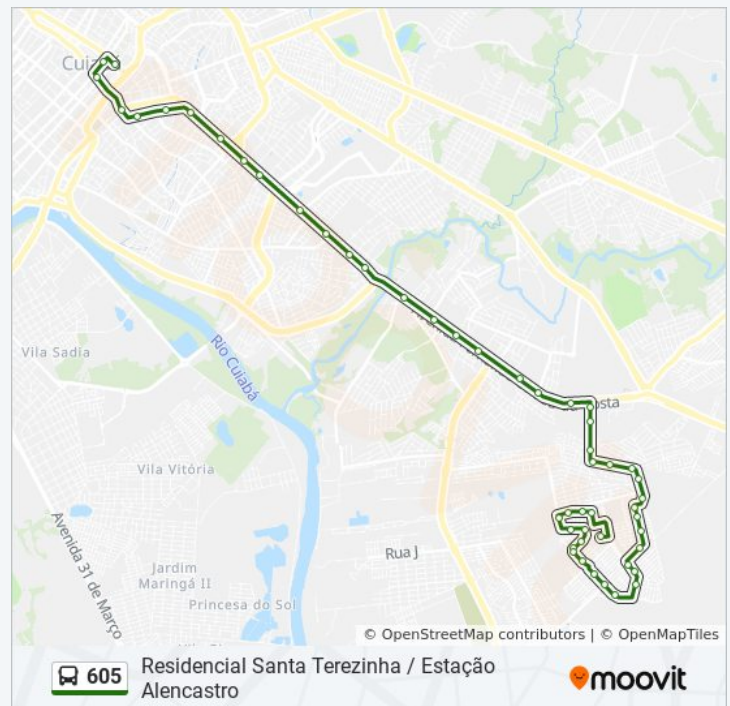 Cuiabá
Vila Sadia
Rio Cuiabá
Vila Vitória
Avenida 31 de Março
Jardim
Maringá II
Princesa do Sol
Rua J
© OpenStreetMap contributors | © OpenMapTiles
605
Residencial Santa Terezinha / Estação
Alencastro
moovit